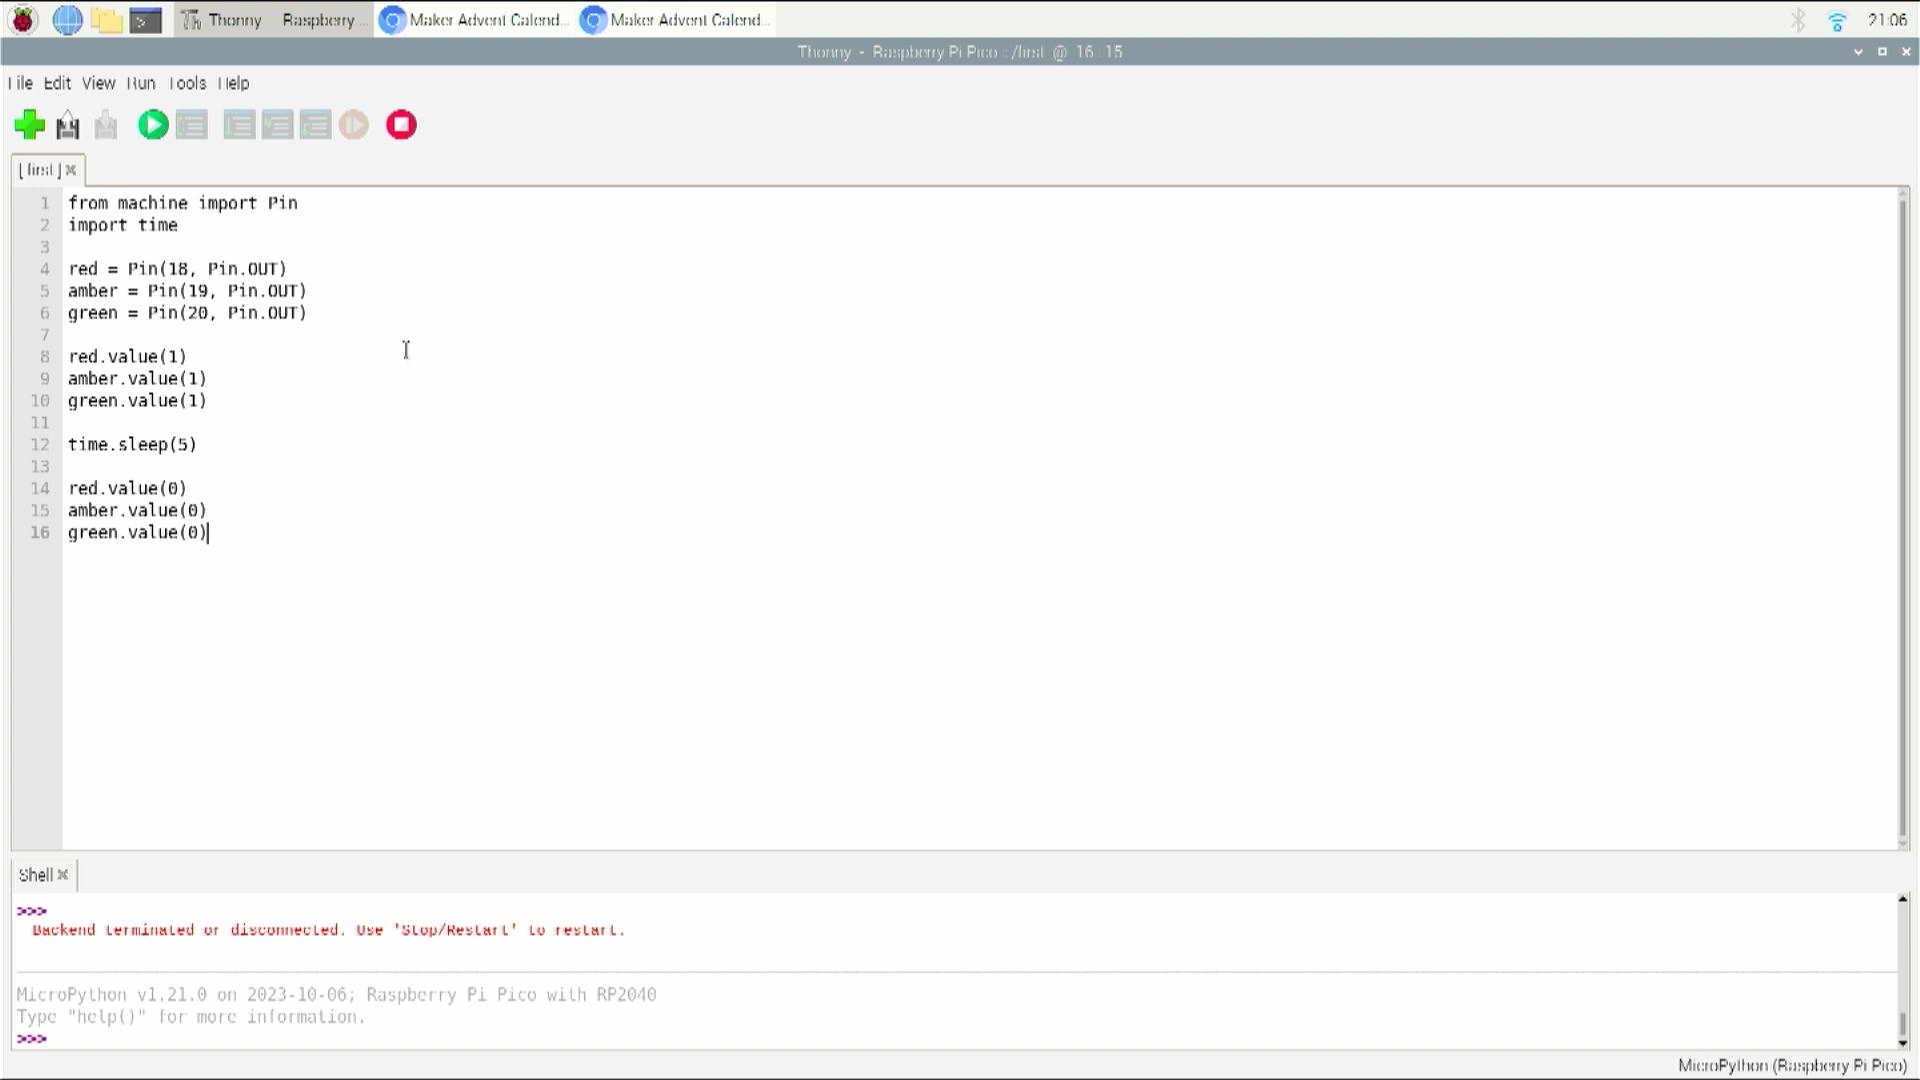 Thonny - Raspberry ...
Maker Advent Calend...
Maker Advent Calend...
21:06
Thonny - Raspberry Pi Pico :: /first @ 16 : 15
File Edit View Run Tools Help
[ first ]
1 from machine import Pin
2 import time
3
4 red = Pin(18, Pin.OUT)
5 amber = Pin(19, Pin.OUT)
6 green = Pin(20, Pin.OUT)
7
8 red.value(1)
9 amber.value(1)
10 green.value(1)
11
12 time.sleep(5)
13
14 red.value(0)
15 amber.value(0)
16 green.value(0)
Shell
>>>
Backend terminated or disconnected. Use 'Stop/Restart' to restart.
MicroPython v1.21.0 on 2023-10-06; Raspberry Pi Pico with RP2040
Type "help()" for more information.
>>>
MicroPython (Raspberry Pi Pico)